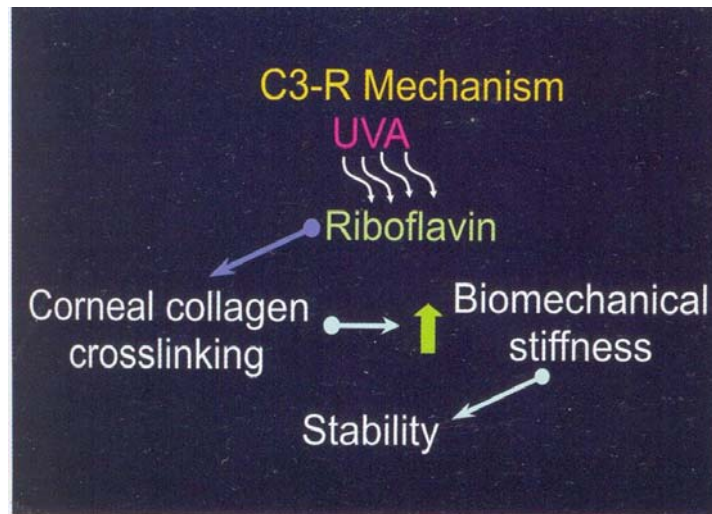 C3-R Mechanism
UVA
Riboflavin
Corneal collagen
crosslinking
Biomechanical
stiffness
Stability